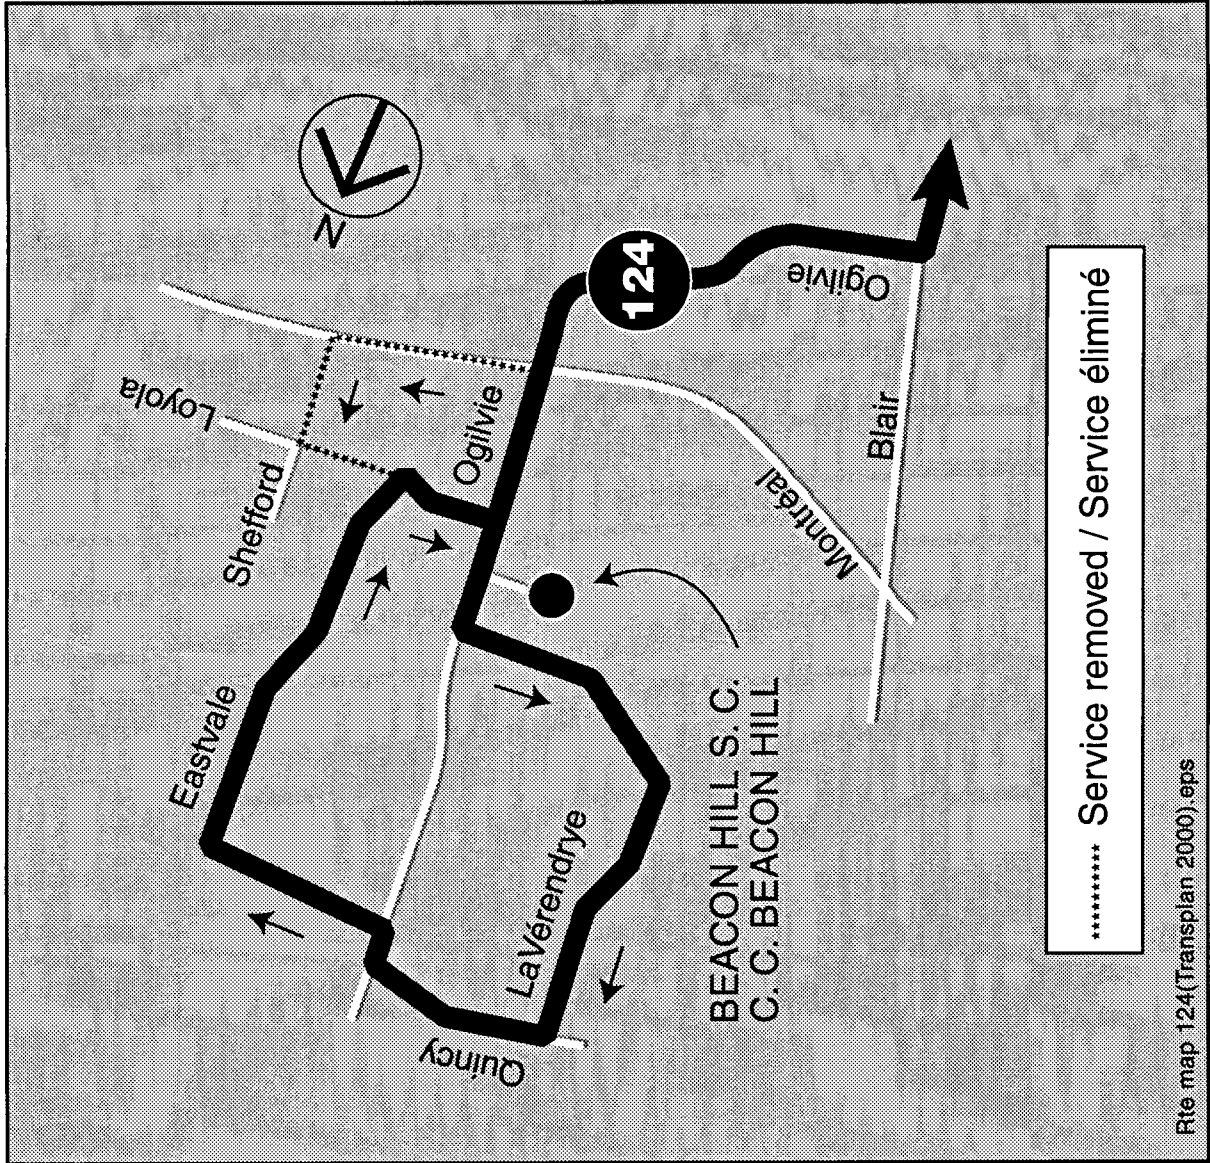 N
Loyola
Shefford
Ogilvie
124
Ogilvie
Eastvale
Montréal
Blair
LaVérendrye
Quincy
BEACON HILL S. C.
C. C. BEACON HILL
Service removed / Service éliminé
Rte map 124(Transplan 2000).eps